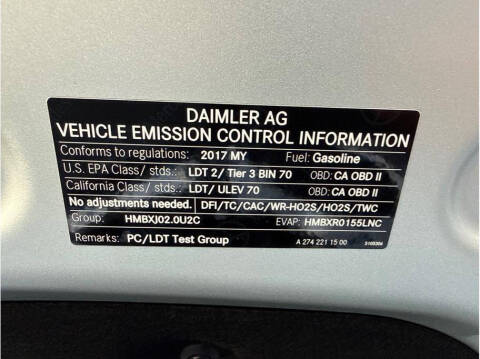 DAIMLER AG
VEHICLE EMISSION CONTROL INFORMATION
Conforms to regulations: 2017 MY Fuel: Gasoline
U.S. EPA Class/ stds.: LDT 2/ Tier 3 BIN 70 OBD: CA OBD II
California Class/ stds.: LDT/ ULEV 70 OBD: CA OBD II
No adjustments needed. DFI/TC/CAC/WR-HO2S/HO2S/TWC
Group: HMBXJ02.0U2C EVAP: HMBXR0155LNC
Remarks: PC/LDT Test Group A 274 221 15 00